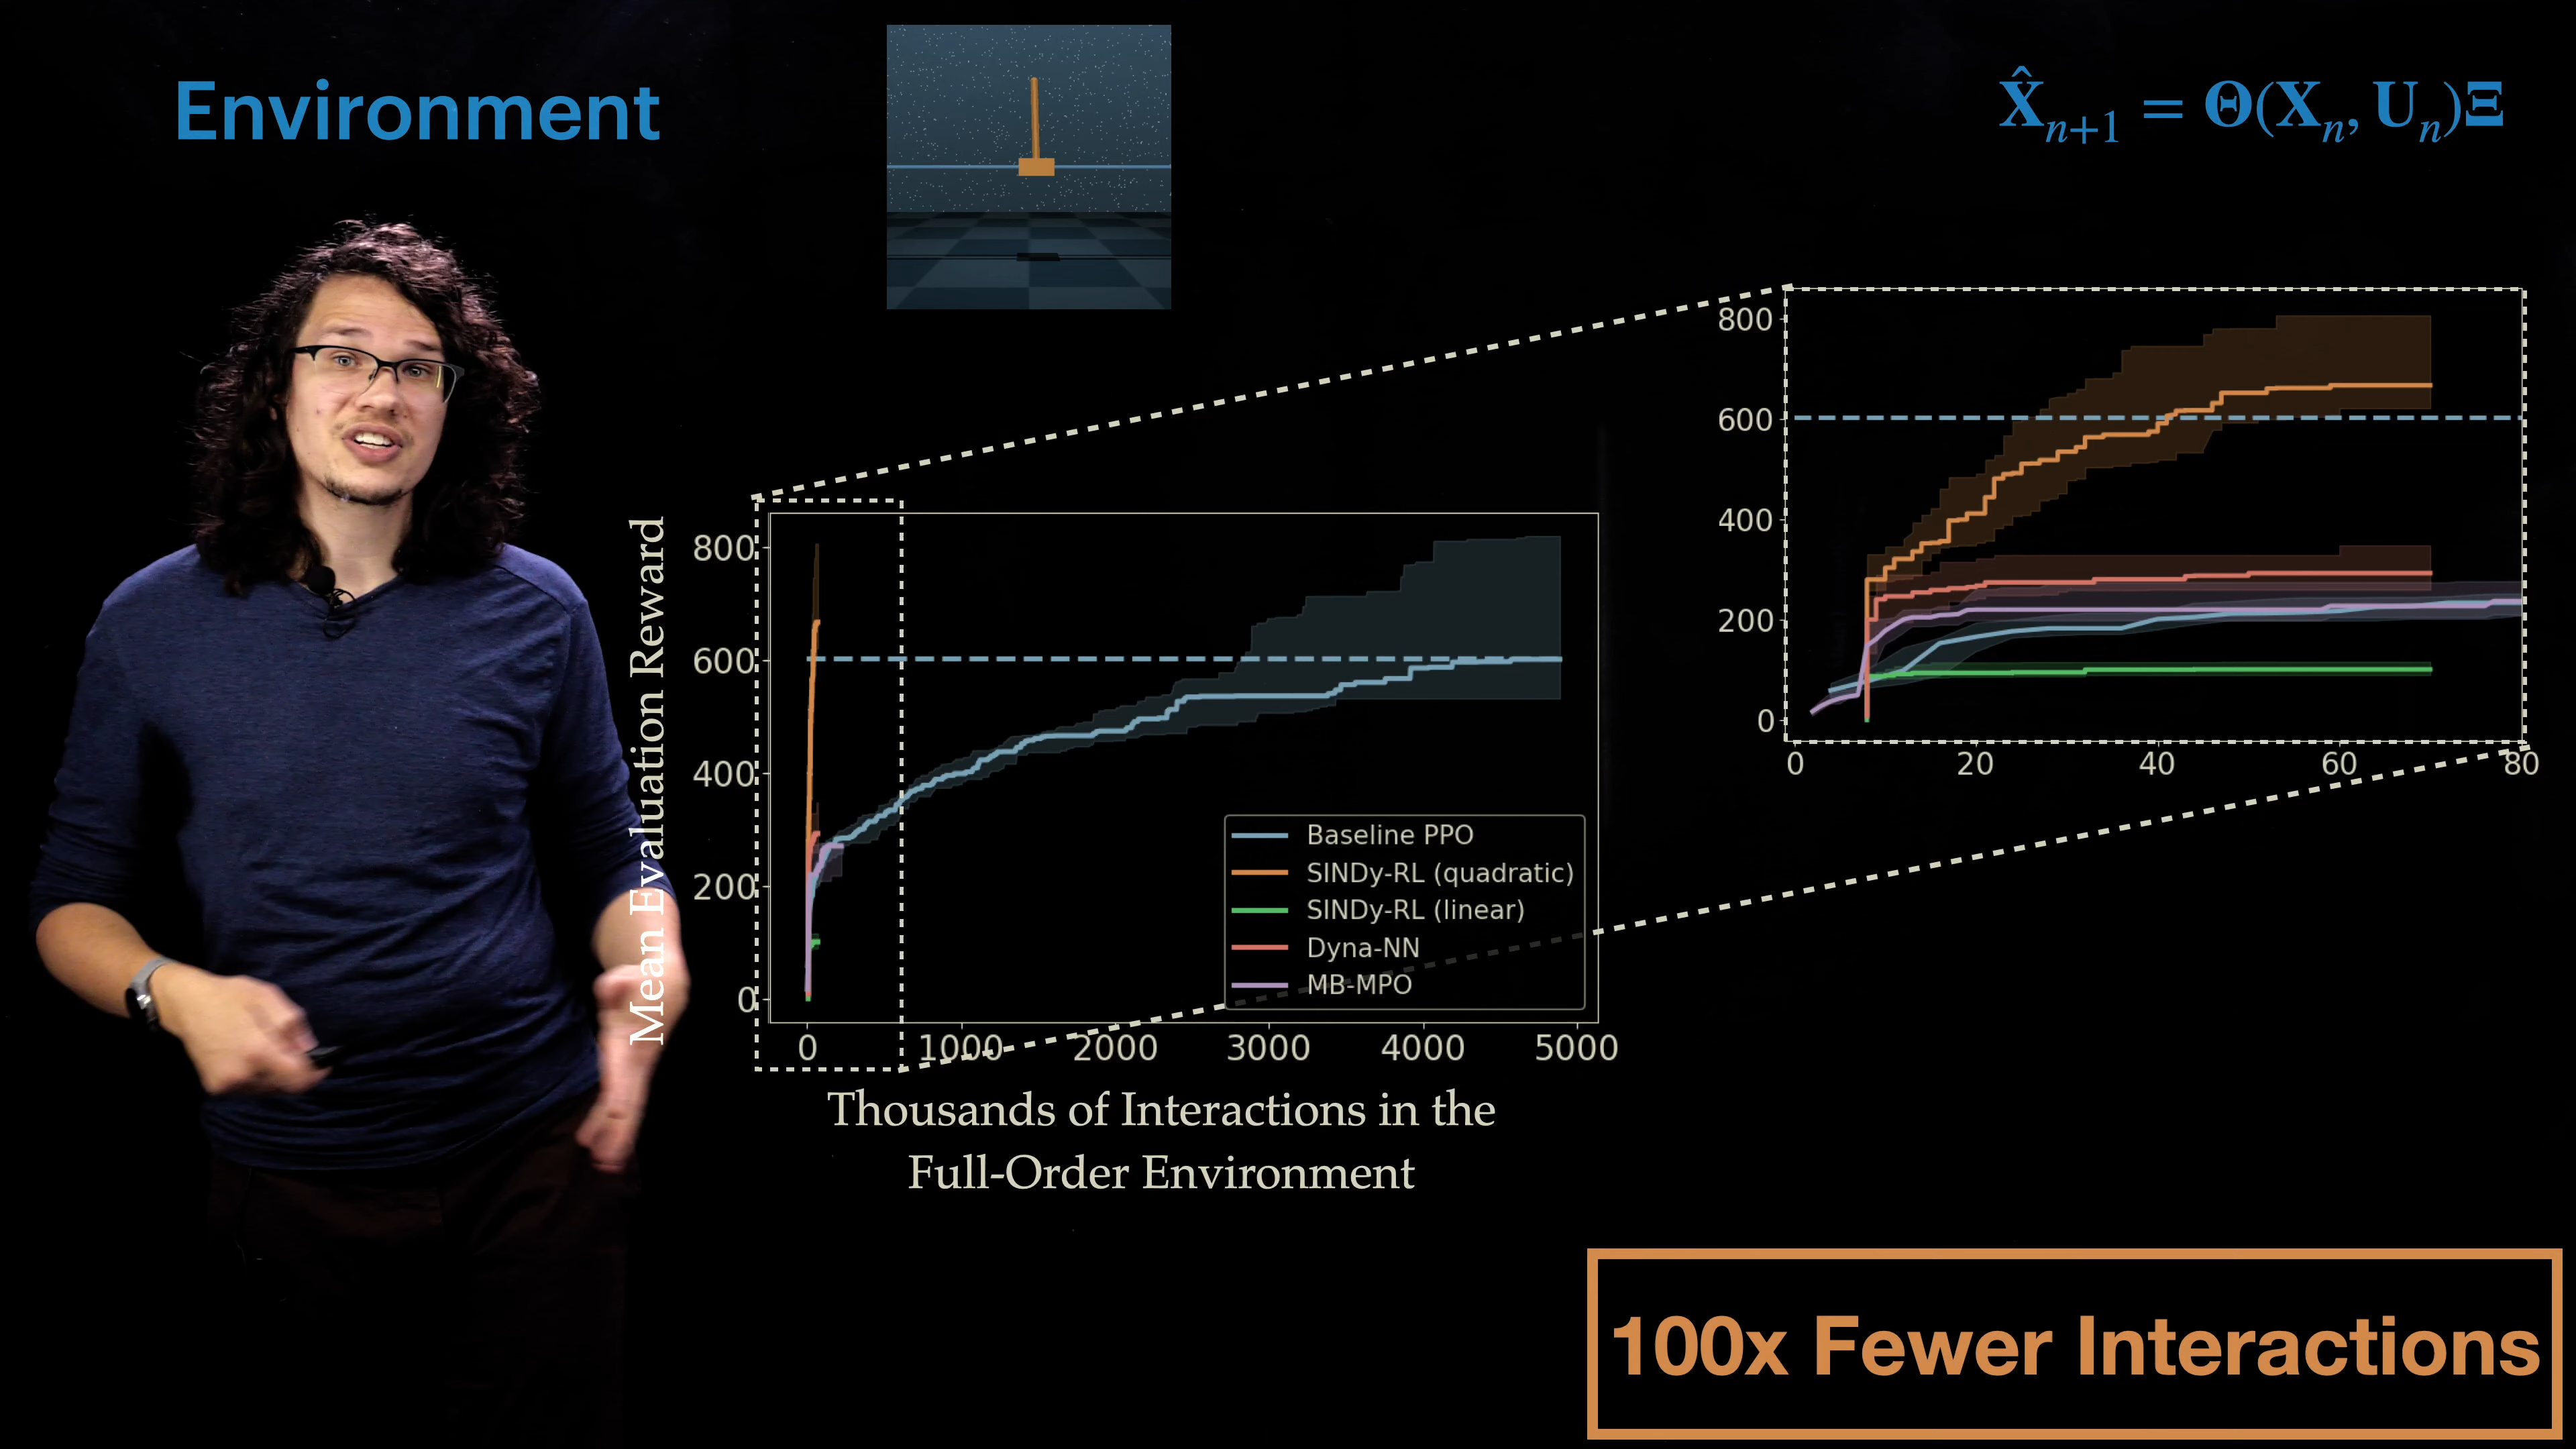 Environment
X̂ₙ₊₁ = Θ(Xₙ, Uₙ)Ξ
800
600
400
200
0
0 20 40 60 80
Mean Evaluation Reward
800
600
400
200
0
Baseline PPO
SINDy-RL (quadratic)
SINDy-RL (linear)
Dyna-NN
MB-MPO
0 1000 2000 3000 4000 5000
Thousands of Interactions in the
Full-Order Environment
100x Fewer Interactions